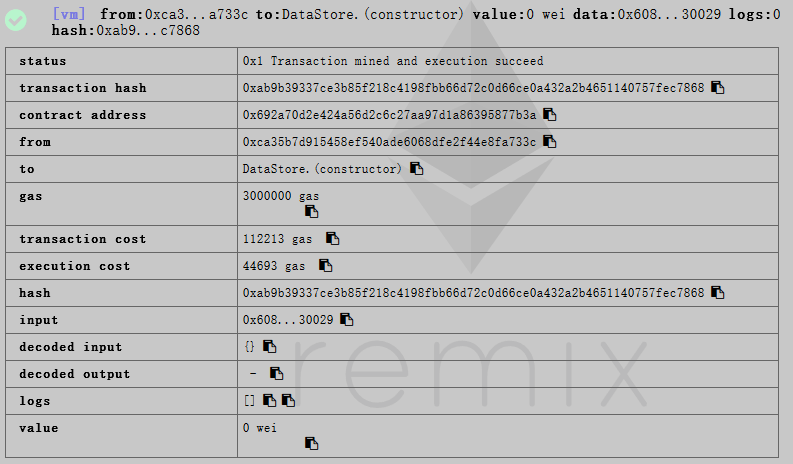 [vm] from:0xca3...a733c to:DataStore.(constructor) value:0 wei data:0x608...30029 logs:0
hash:0xab9...c7868
status 0x1 Transaction mined and execution succeed
transaction hash 0xab9b39337ce3b85f218c4198fbb66d72c0d66ce0a432a2b4651140757fec7868
contract address 0x692a70d2e424a56d2c6c27aa97d1a86395877b3a
from 0xca35b7d915458ef540ade6068dfe2f44e8fa733c
to DataStore.(constructor)
gas 3000000 gas
transaction cost 112213 gas
execution cost 44693 gas
hash 0xab9b39337ce3b85f218c4198fbb66d72c0d66ce0a432a2b4651140757fec7868
input 0x608...30029
decoded input {}
decoded output -
logs []
value 0 wei
remix